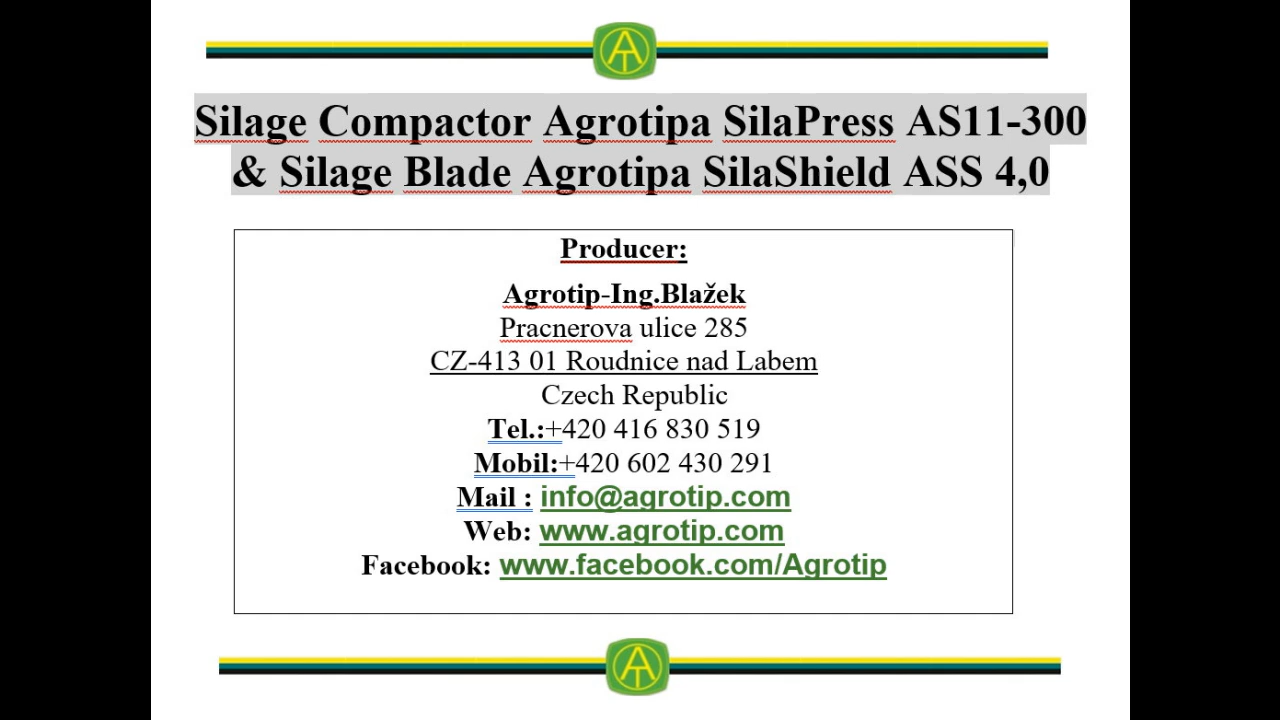 AT
Silage Compactor Agrotipa SilaPress AS11-300
& Silage Blade Agrotipa SilaShield ASS 4,0
Producer:
Agrotip-Ing.Blažek
Pracnerova ulice 285
CZ-413 01 Roudnice nad Labem
Czech Republic
Tel.:+420 416 830 519
Mobil:+420 602 430 291
Mail : info@agrotip.com
Web: www.agrotip.com
Facebook: www.facebook.com/Agrotip
AT